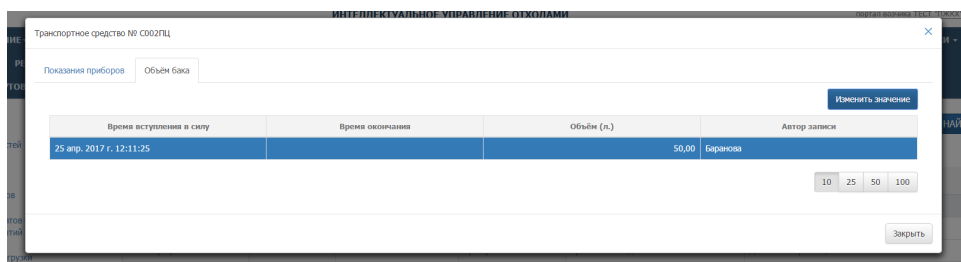 ИНТЕЛЛЕКТУАЛЬНОЕ УПРАВЛЕНИЕ ОТХОДАМИ
Транспортное средство № С002ПЦ
×
Показания приборов Объём бака
Изменить значение
Время вступления в силу Время окончания Объём (л.) Автор записи
25 апр. 2017 г. 12:11:25 50,00 Баранова
10 25 50 100
Закрыть